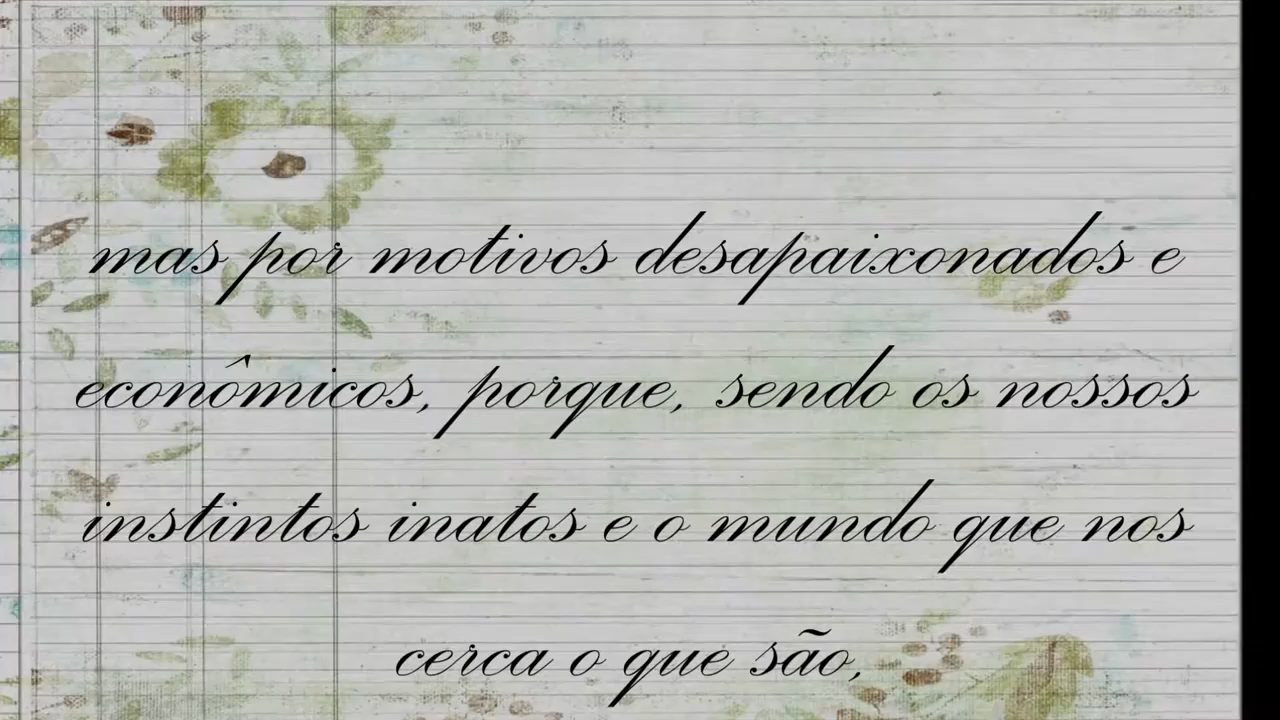 mas por motivos desapaixonados e
econômicos, porque, sendo os nossos
instintos inatos e o mundo que nos
cerca o que são,